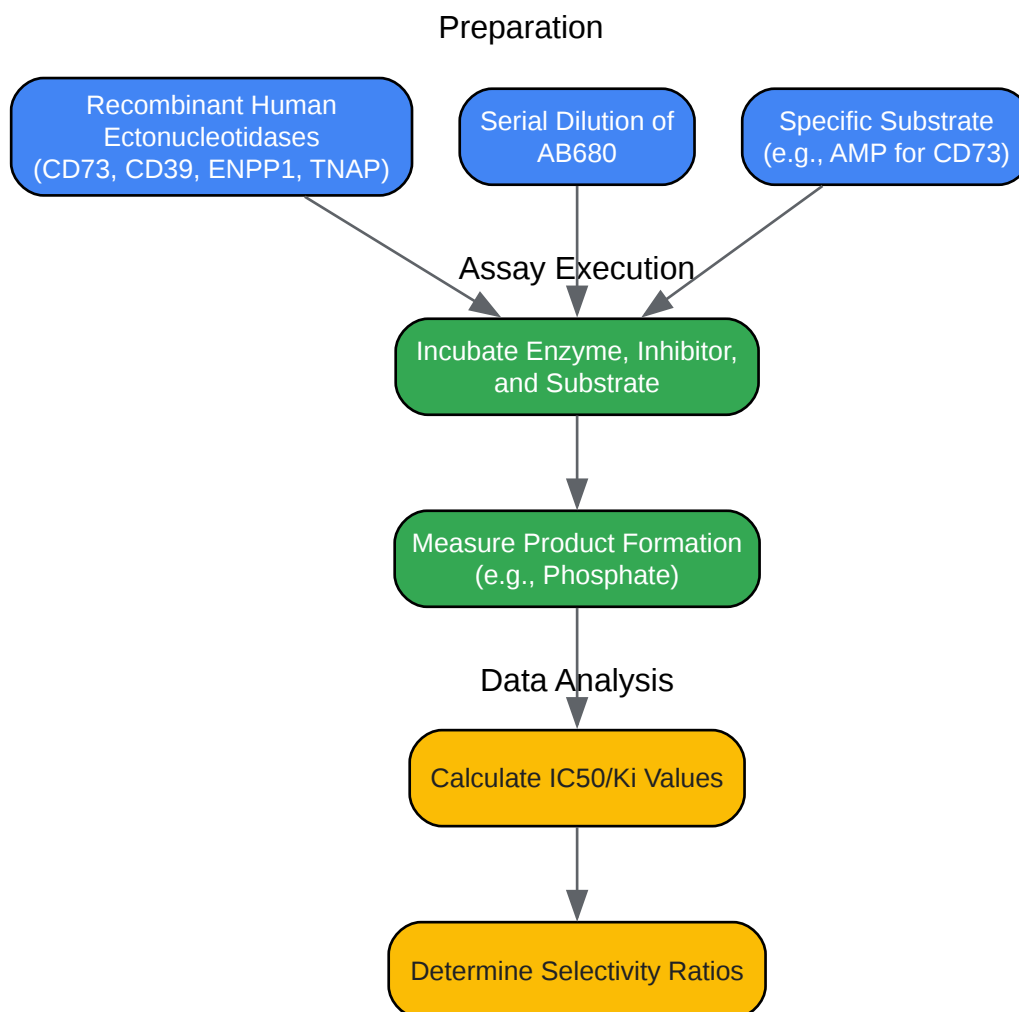 Preparation
Recombinant Human
Ectonucleotidases
(CD73, CD39, ENPP1, TNAP)
Serial Dilution of
AB680
Specific Substrate
(e.g., AMP for CD73)
Assay Execution
Incubate Enzyme, Inhibitor,
and Substrate
Measure Product Formation
(e.g., Phosphate)
Data Analysis
Calculate IC50/Ki Values
Determine Selectivity Ratios